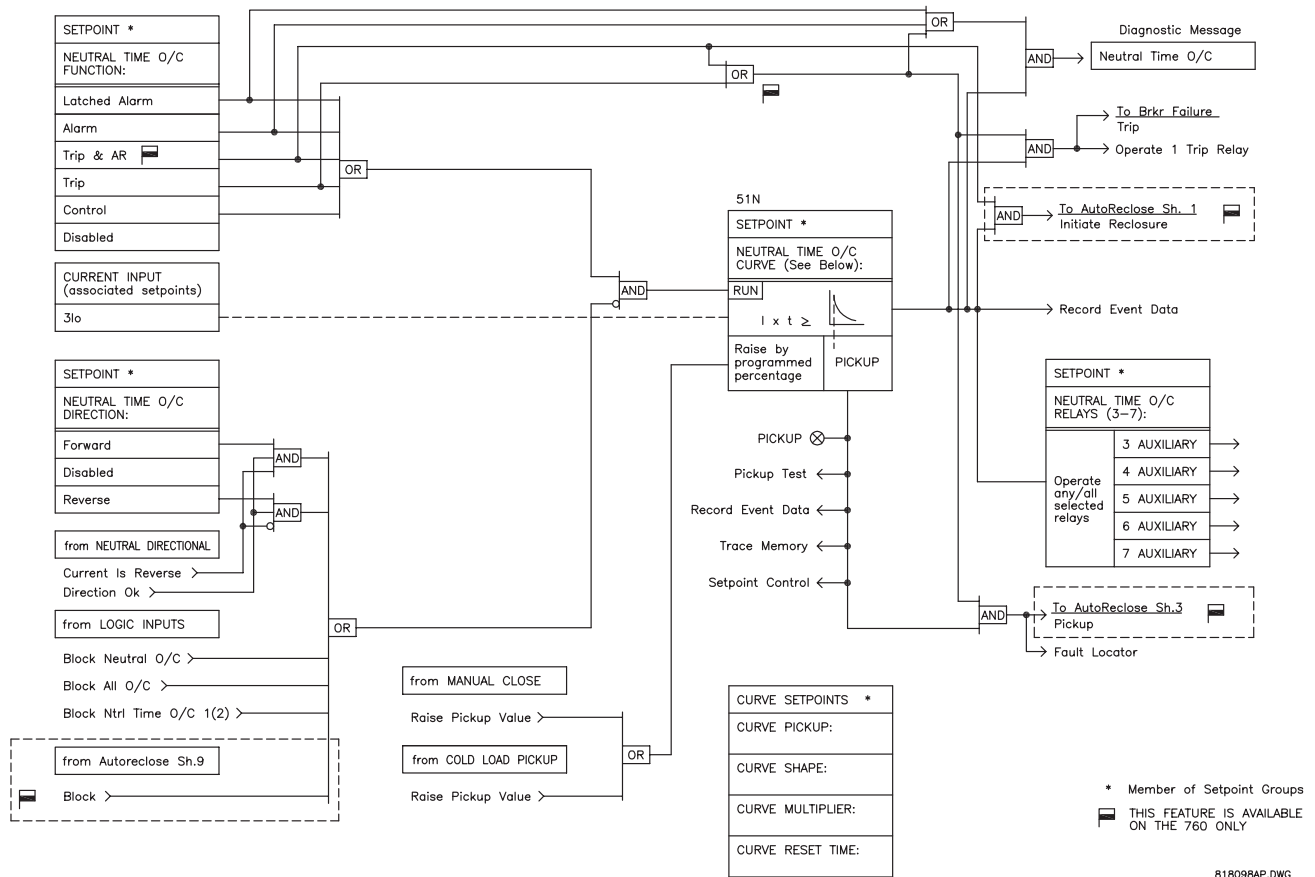 SETPOINT *
NEUTRAL TIME O/C
FUNCTION:
Latched Alarm
Alarm
Trip & AR
Trip
Control
Disabled
OR
CURRENT INPUT
(associated setpoints)
3Io
SETPOINT *
NEUTRAL TIME O/C
DIRECTION:
Forward
Disabled
Reverse
AND
AND
from NEUTRAL DIRECTIONAL
Current Is Reverse
Direction Ok
from LOGIC INPUTS
Block Neutral O/C
Block All O/C
Block Ntrl Time O/C 1(2)
from Autoreclose Sh.9
Block
OR
AND
from MANUAL CLOSE
Raise Pickup Value
from COLD LOAD PICKUP
Raise Pickup Value
OR
OR
OR
51N
SETPOINT *
NEUTRAL TIME O/C
CURVE (See Below):
RUN
I x t ≥
Raise by
programmed
percentage
PICKUP
PICKUP
Pickup Test
Record Event Data
Trace Memory
Setpoint Control
CURVE SETPOINTS *
CURVE PICKUP:
CURVE SHAPE:
CURVE MULTIPLIER:
CURVE RESET TIME:
AND
Diagnostic Message
Neutral Time O/C
AND
To Brkr Failure
Trip
Operate 1 Trip Relay
AND
To AutoReclose Sh. 1
Initiate Reclosure
Record Event Data
SETPOINT *
NEUTRAL TIME O/C
RELAYS (3-7):
Operate
any/all
selected
relays
3 AUXILIARY
4 AUXILIARY
5 AUXILIARY
6 AUXILIARY
7 AUXILIARY
AND
To AutoReclose Sh.3
Pickup
Fault Locator
* Member of Setpoint Groups
THIS FEATURE IS AVAILABLE
ON THE 760 ONLY
818098AP.DWG